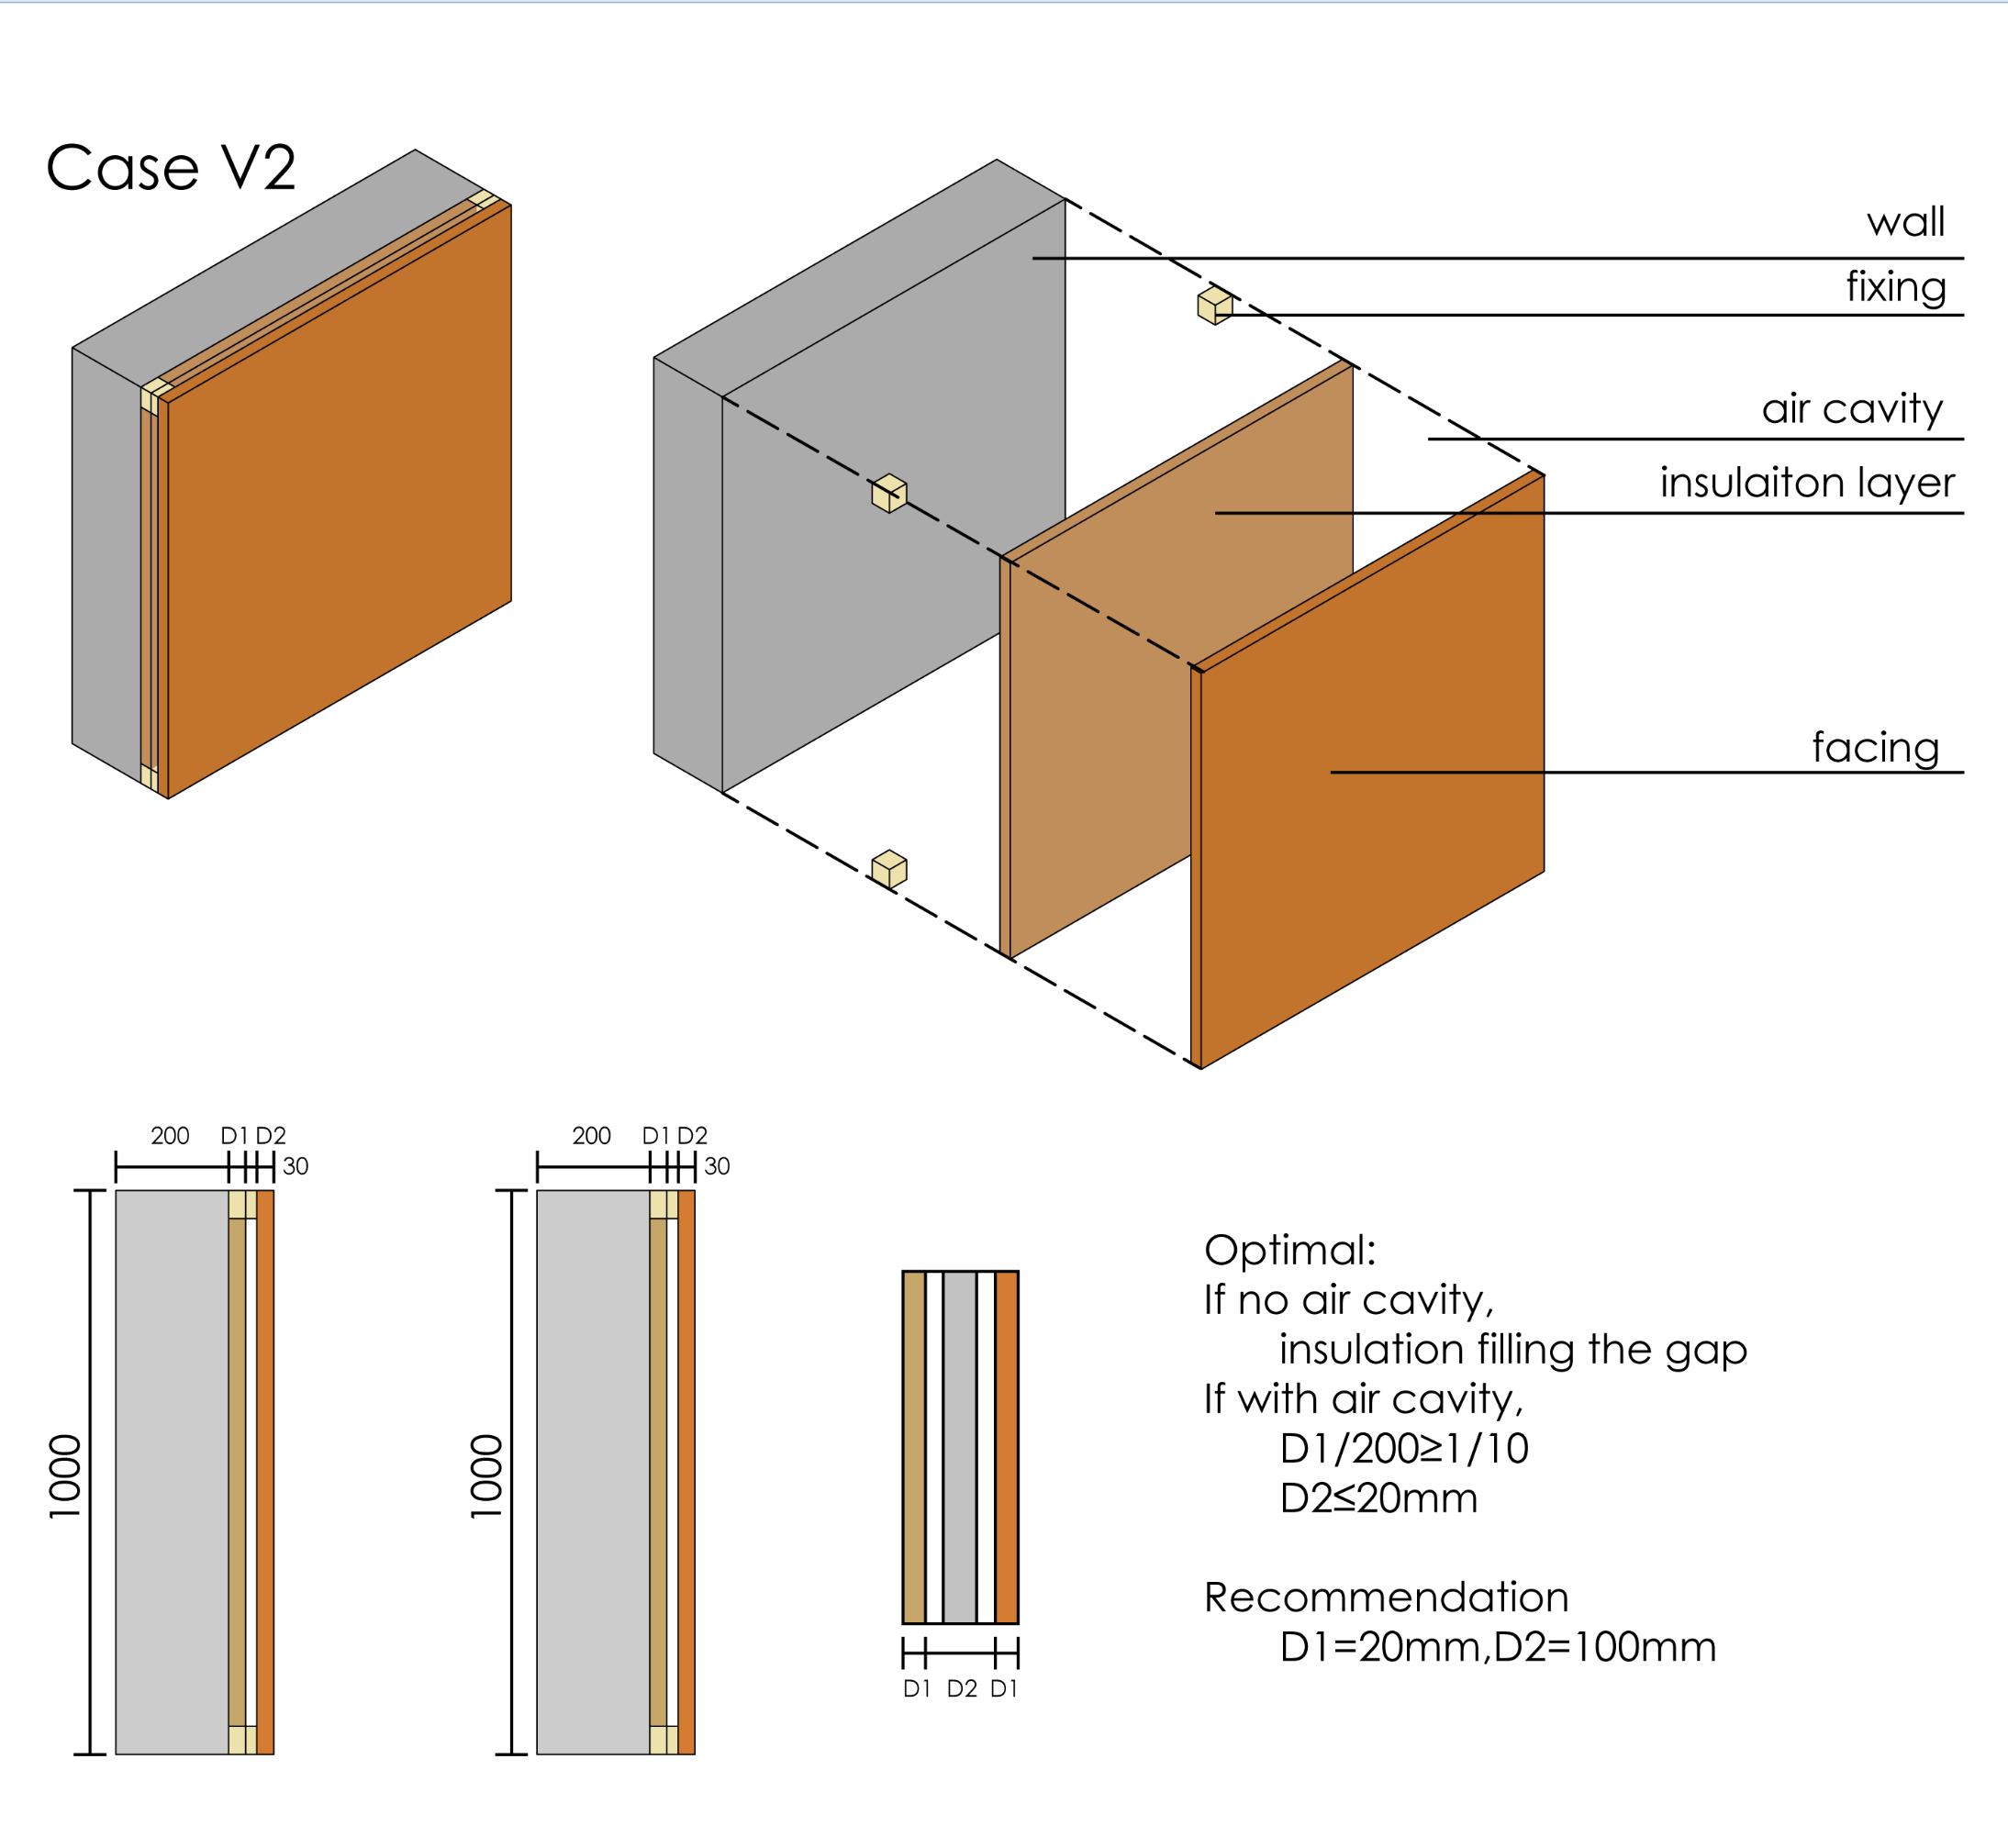 Case V2
wall
fixing
air cavity
insulaiton layer
facing
200 D1 D2
30
1000
200 D1 D2
30
1000
D1 D2 D1
Optimal:
If no air cavity,
insulation filling the gap
If with air cavity,
D1/200≥1/10
D2≤20mm
Recommendation
D1=20mm,D2=100mm